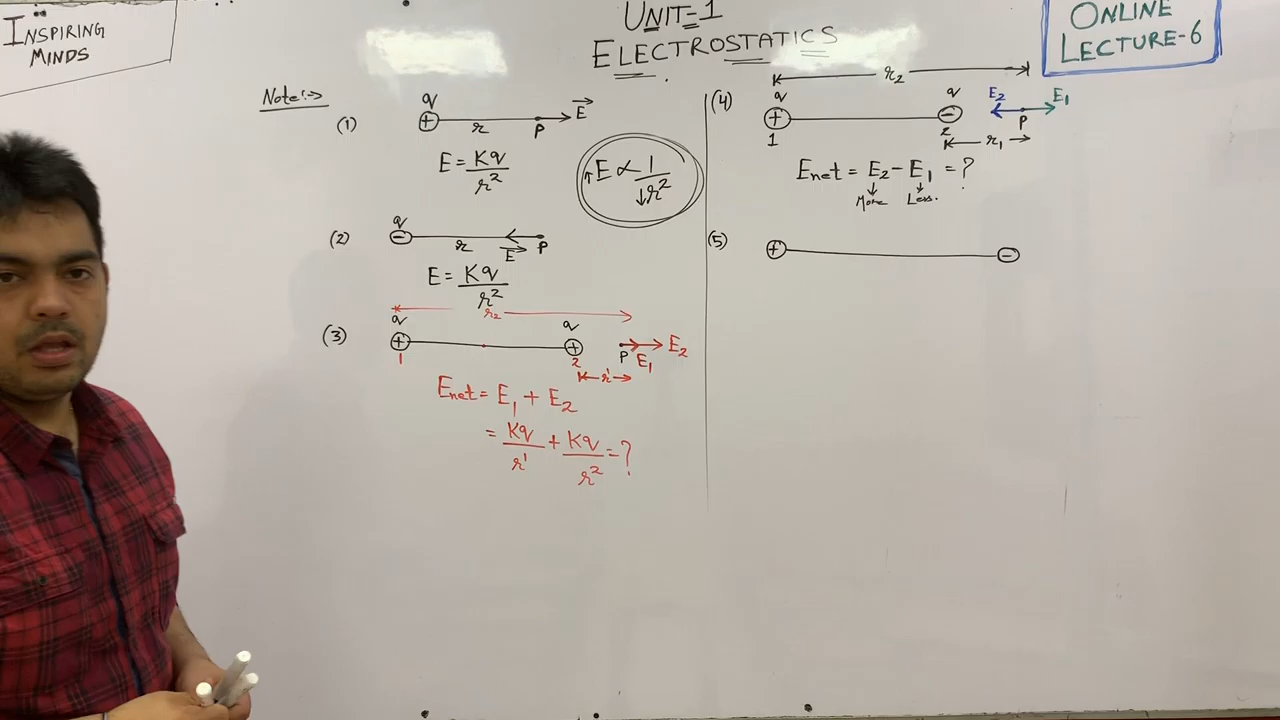 INSPIRING
MINDS
UNIT-1
ELECTROSTATICS
ONLINE
LECTURE-6
Note:→
(1)
q
+
r
P
E⃗
E = Kq/r²
↑E ∝ 1/↓r²
(2)
q
−
r
E⃗
P
E = Kq/r²
(3)
r₂
q
q
+
+
1
2
P
E₁
E₂
r'
Enet = E₁ + E₂
= Kq/r' + Kq/r² = ?
(4)
r₂
q
q
+
−
1
2
E₂
P
E₁
r₁
Enet = E₂ − E₁ = ?
↓ ↓
More Less.
(5)
+
−